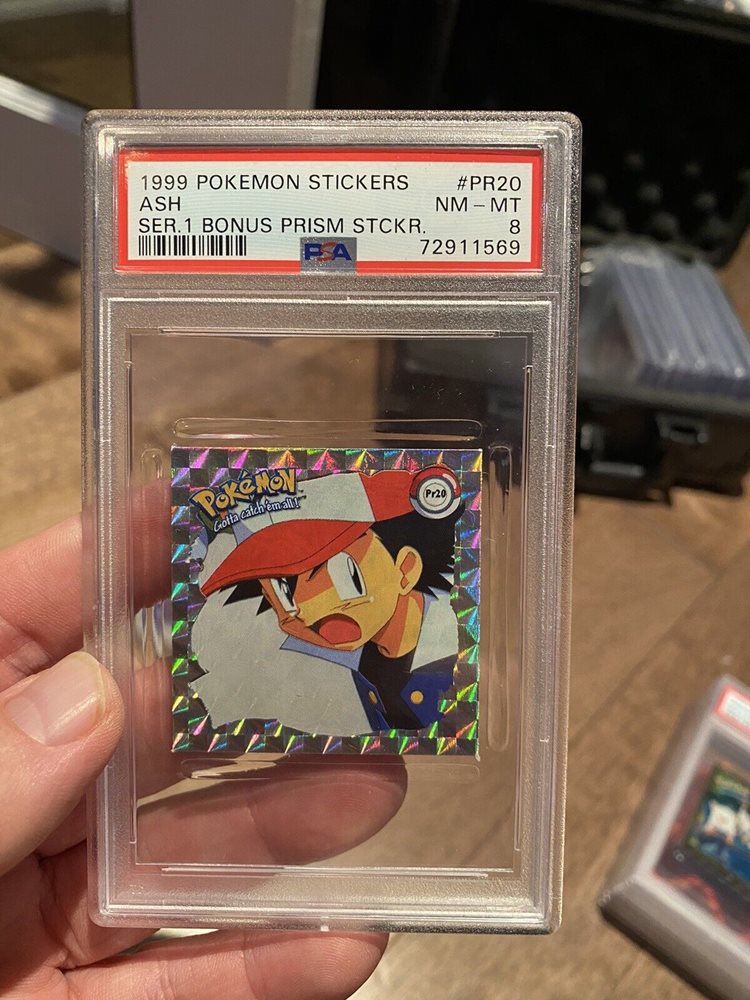 1999 POKEMON STICKERS #PR20
ASH NM - MT
SER.1 BONUS PRISM STCKR. 8
PSA 72911569
POKéMON
Gotta catch 'em all!
Pr20